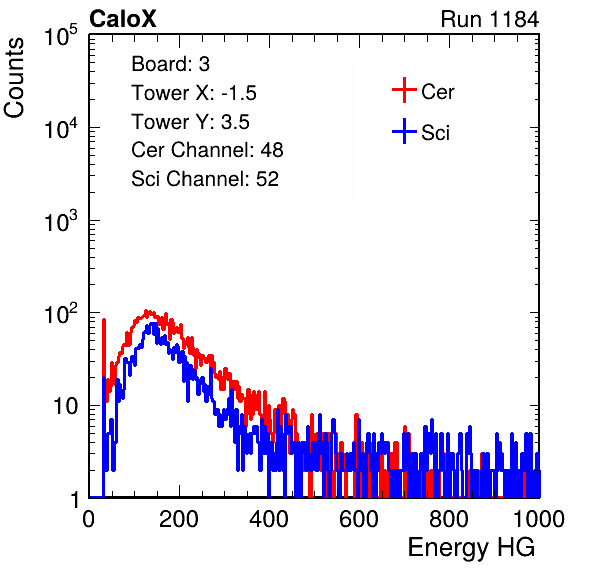 CaloX Run 1184
Counts
Board: 3
Tower X: -1.5
Tower Y: 3.5
Cer Channel: 48
Sci Channel: 52
Cer
Sci
10^5
10^4
10^3
10^2
10
1
0 200 400 600 800 1000
Energy HG